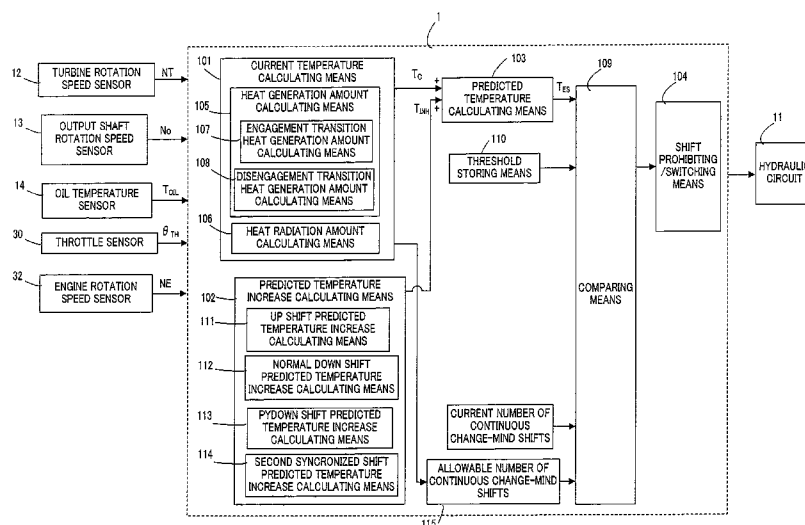 1
12
TURBINE ROTATION
SPEED SENSOR
NT
13
OUTPUT SHAFT
ROTATION SPEED
SENSOR
No
14
OIL TEMPERATURE
SENSOR
TOIL
30
THROTTLE SENSOR
θTH
32
ENGINE ROTATION
SPEED SENSOR
NE
101
CURRENT TEMPERATURE
CALCULATING MEANS
105
HEAT GENERATION AMOUNT
CALCULATING MEANS
107
ENGAGEMENT TRANSITION
HEAT GENERATION AMOUNT
CALCULATING MEANS
108
DISENGAGEMENT TRANSITION
HEAT GENERATION AMOUNT
CALCULATING MEANS
106
HEAT RADIATION AMOUNT
CALCULATING MEANS
102
PREDICTED TEMPERATURE
INCREASE CALCULATING MEANS
111
UP SHIFT PREDICTED
TEMPERATURE INCREASE
CALCULATING MEANS
112
NORMAL DOWN SHIFT
PREDICTED TEMPERATURE
INCREASE CALCULATING MEANS
113
PYDOWN SHIFT PREDICTED
TEMPERATURE INCREASE
CALCULATING MEANS
114
SECOND SYNCRONIZED SHIFT
PREDICTED TEMPERATURE
INCREASE CALCULATING MEANS
TC
+
TINH
+
103
PREDICTED
TEMPERATURE
CALCULATING MEANS
TES
110
THRESHOLD
STORING MEANS
CURRENT NUMBER OF
CONTINUOUS
CHANGE-MIND SHIFTS
ALLOWABLE NUMBER OF
CONTINUOUS CHANGE-MIND
SHIFTS
115
109
COMPARING
MEANS
104
SHIFT
PROHIBITING
/SWITCHING
MEANS
11
HYDRAULIC
CIRCUIT